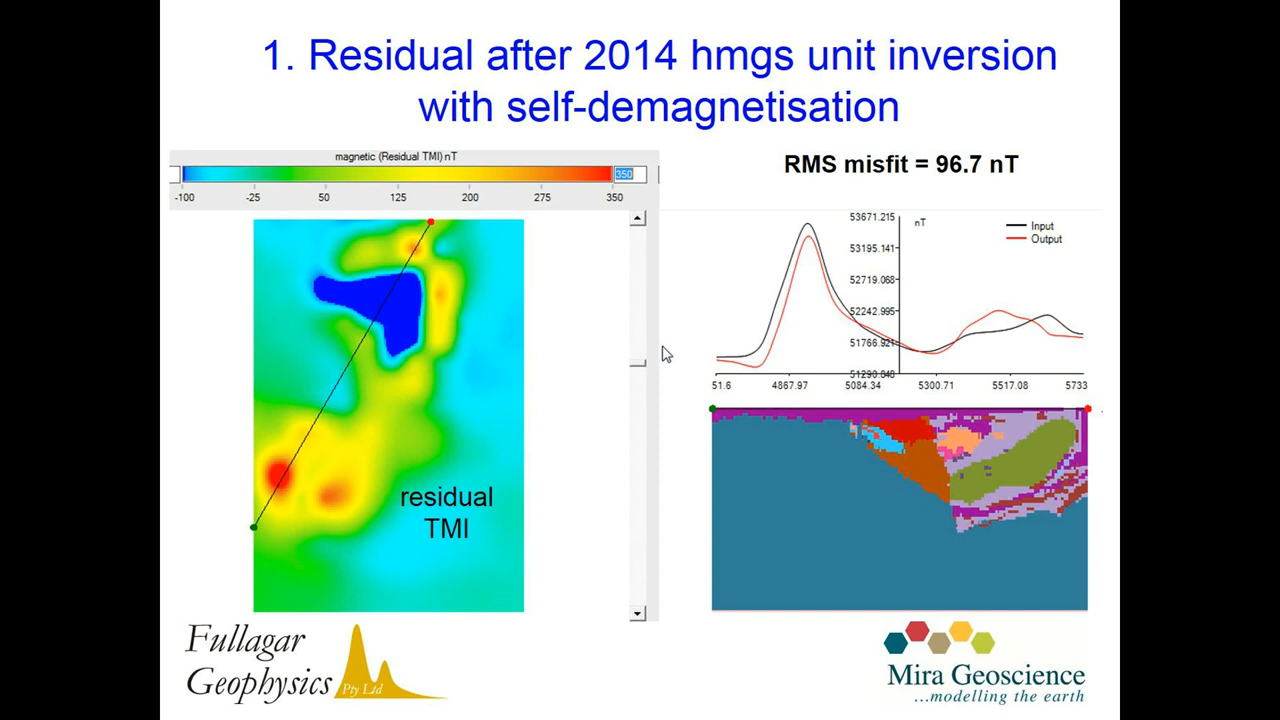 1. Residual after 2014 hmgs unit inversion
with self-demagnetisation
magnetic (Residual TMI) nT
350
-100 -25 50 125 200 275 350
residual
TMI
RMS misfit = 96.7 nT
53671.215
53195.141
52719.068
52242.995
51766.921
51290.848
nT
Input
Output
51.6 4867.97 5084.34 5300.71 5517.08 5733
Fullagar
Geophysics
Pty Ltd
Mira Geoscience
...modelling the earth